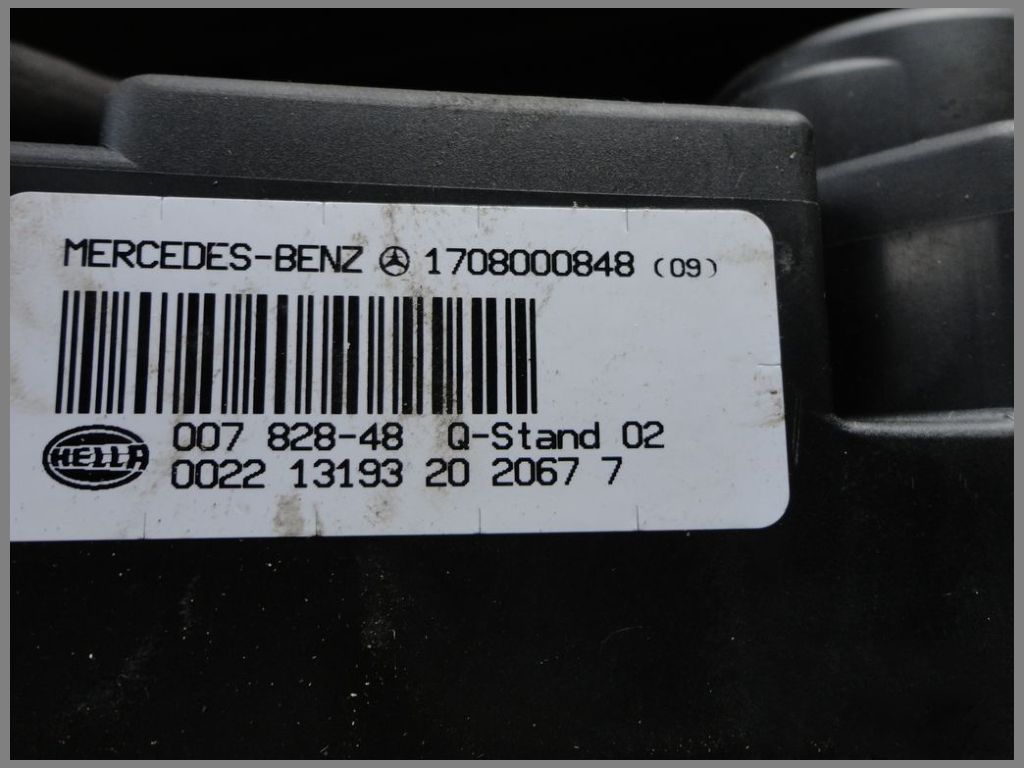 MERCEDES-BENZ 1708000848 (09)
HELLA
007 828-48 Q-Stand 02
0022 13193 20 2067 7